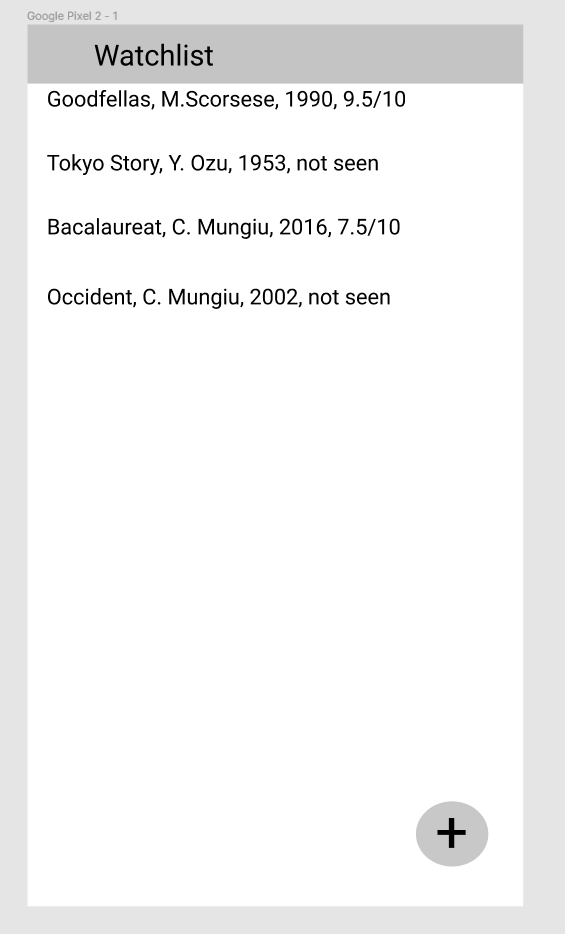 Google Pixel 2 - 1
Watchlist
Goodfellas, M.Scorsese, 1990, 9.5/10
Tokyo Story, Y. Ozu, 1953, not seen
Bacalaureat, C. Mungiu, 2016, 7.5/10
Occident, C. Mungiu, 2002, not seen
+